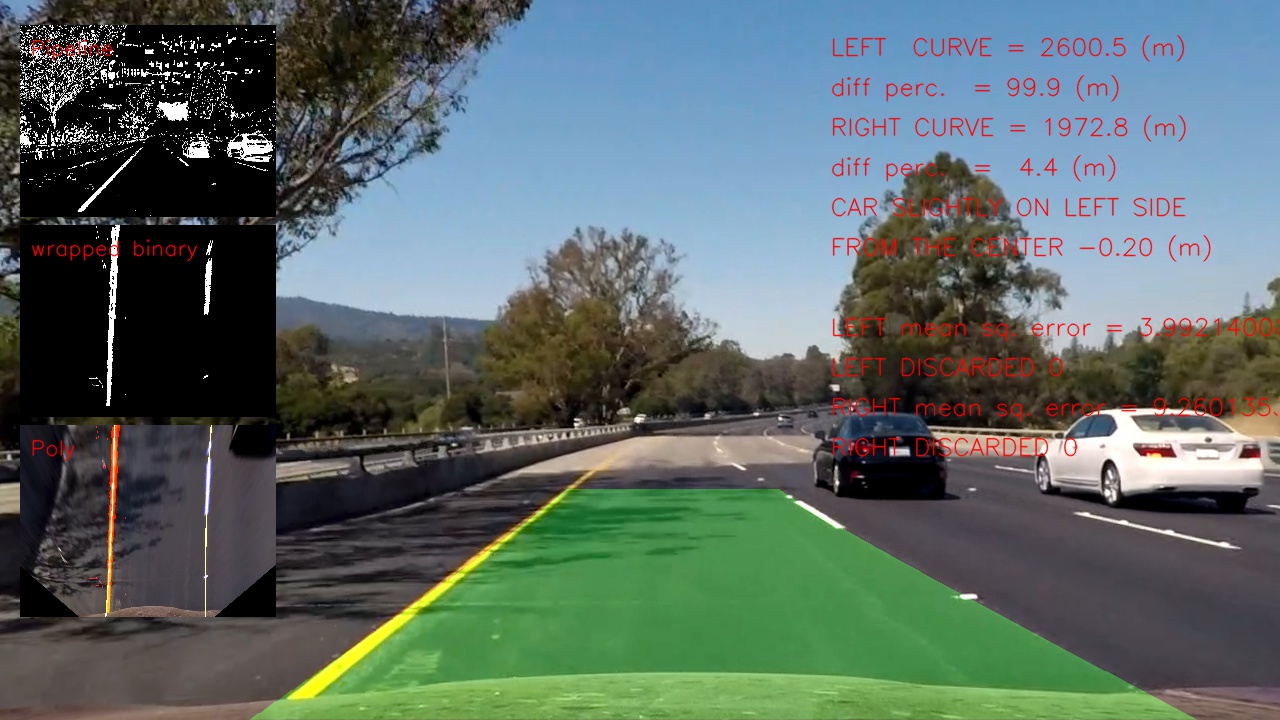 Pipeline
wrapped binary
Poly
LEFT CURVE = 2600.5 (m)
diff perc. = 99.9 (m)
RIGHT CURVE = 1972.8 (m)
diff perc. = 4.4 (m)
CAR SLIGHTLY ON LEFT SIDE
FROM THE CENTER -0.20 (m)
LEFT mean sq. error = 3.9921400
LEFT DISCARDED 0
RIGHT mean sq. error = 9.260135.
RIGHT DISCARDED 0